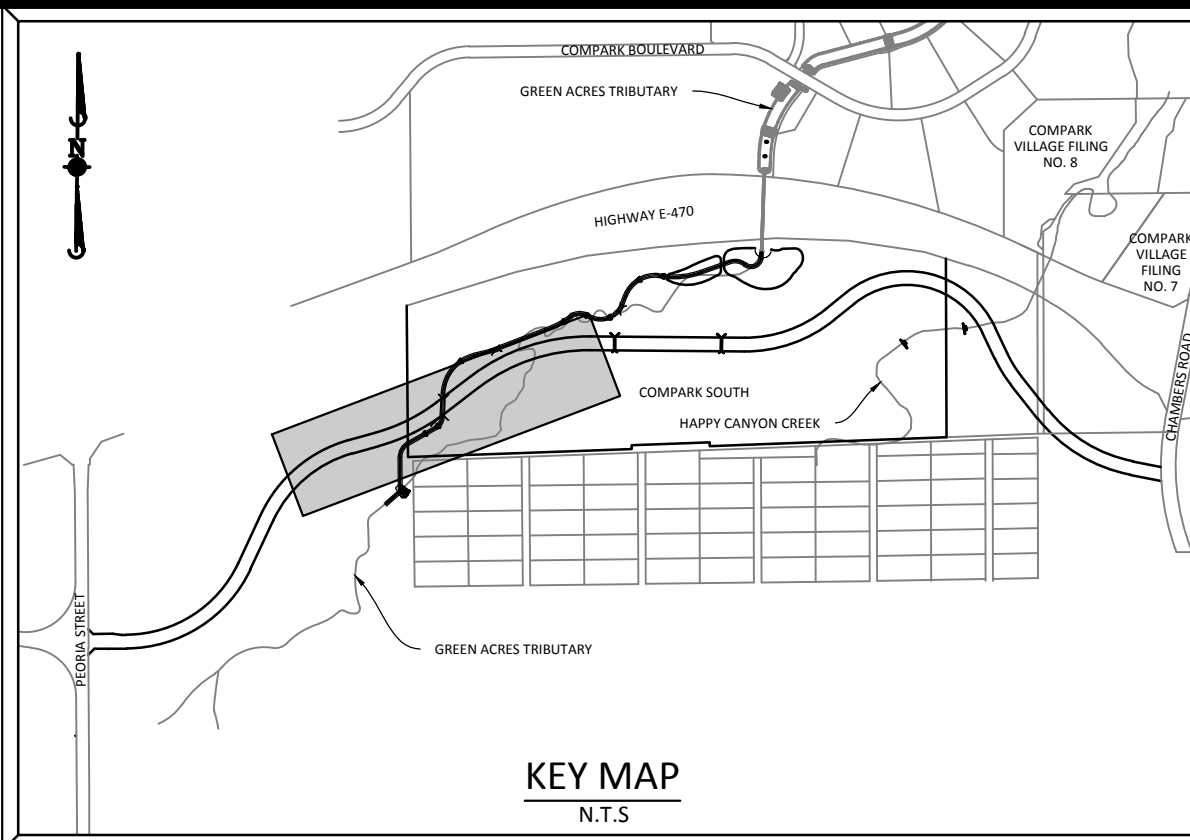 COMPARK BOULEVARD
GREEN ACRES TRIBUTARY
COMPARK
VILLAGE FILING
NO. 8
N
HIGHWAY E-470
COMPARK
VILLAGE
FILING
NO. 7
CHAMBERS ROAD
COMPARK SOUTH
HAPPY CANYON CREEK
PEORIA STREET
GREEN ACRES TRIBUTARY
KEY MAP
N.T.S